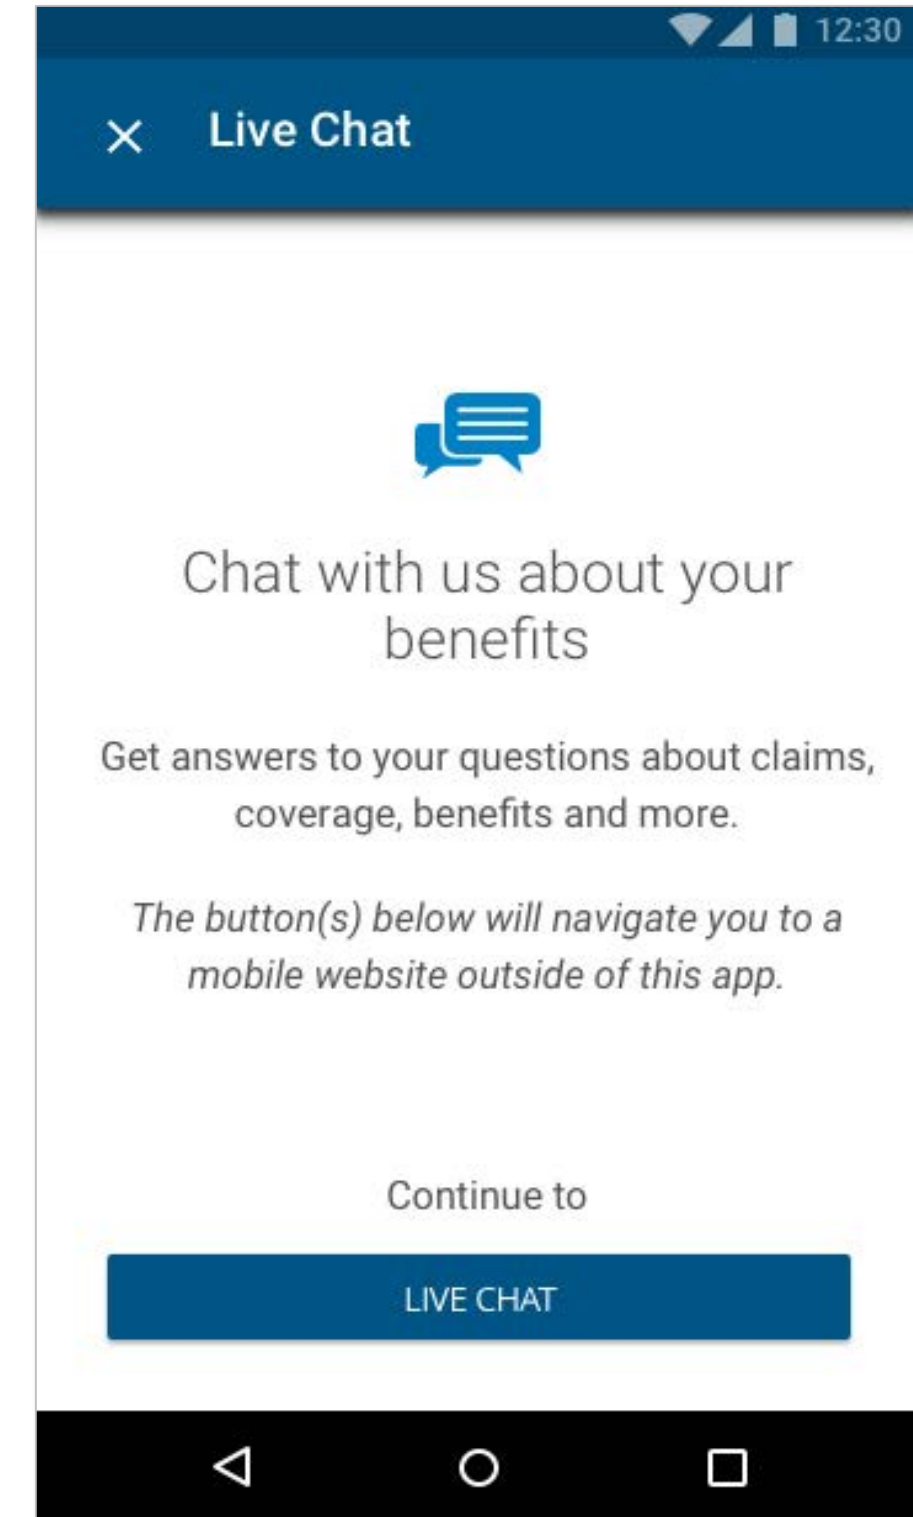 12:30
Live Chat
Chat with us about your
benefits
Get answers to your questions about claims,
coverage, benefits and more.
The button(s) below will navigate you to a
mobile website outside of this app.
Continue to
LIVE CHAT